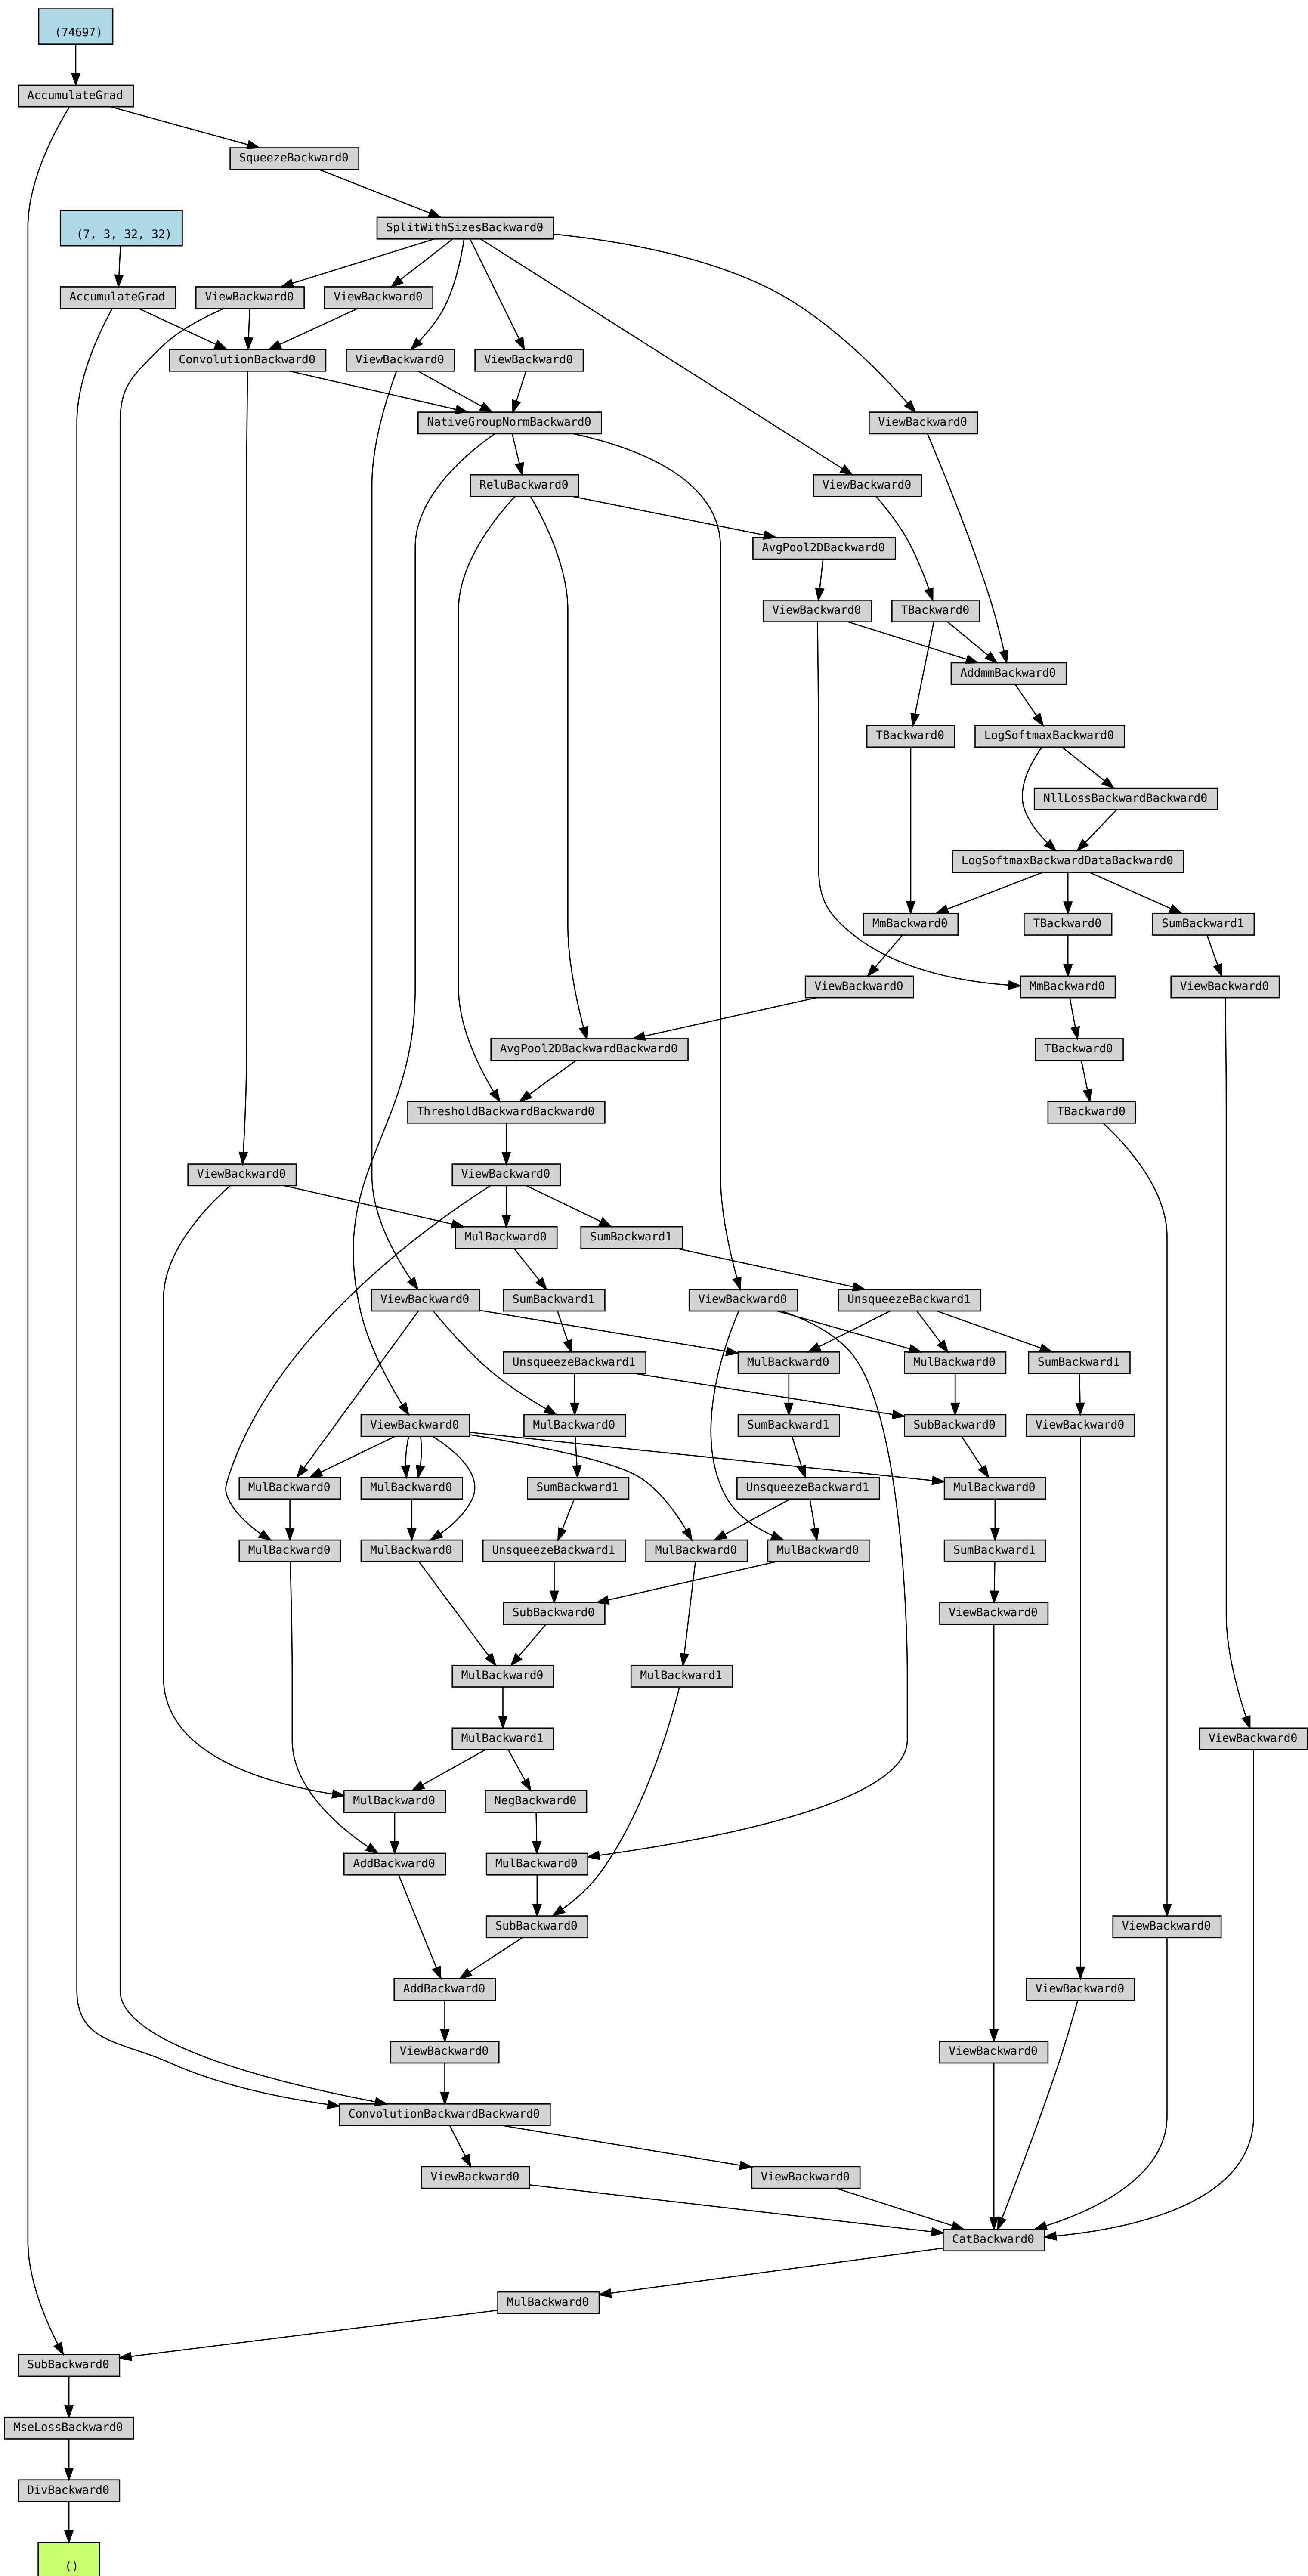 (74697)
AccumulateGrad
SqueezeBackward0
SplitWithSizesBackward0
(7, 3, 32, 32)
AccumulateGrad
ViewBackward0
ViewBackward0
ConvolutionBackward0
ViewBackward0
ViewBackward0
NativeGroupNormBackward0
ViewBackward0
ReluBackward0
ViewBackward0
AvgPool2DBackward0
ViewBackward0
TBackward0
AddmmBackward0
TBackward0
LogSoftmaxBackward0
NllLossBackwardBackward0
LogSoftmaxBackwardDataBackward0
MmBackward0
TBackward0
SumBackward1
ViewBackward0
MmBackward0
ViewBackward0
AvgPool2DBackwardBackward0
TBackward0
ThresholdBackwardBackward0
TBackward0
ViewBackward0
ViewBackward0
MulBackward0
SumBackward1
ViewBackward0
SumBackward1
ViewBackward0
UnsqueezeBackward1
UnsqueezeBackward1
MulBackward0
MulBackward0
SumBackward1
ViewBackward0
MulBackward0
SumBackward1
SubBackward0
ViewBackward0
MulBackward0
MulBackward0
SumBackward1
UnsqueezeBackward1
MulBackward0
MulBackward0
MulBackward0
UnsqueezeBackward1
MulBackward0
MulBackward0
SumBackward1
SubBackward0
ViewBackward0
MulBackward0
MulBackward1
MulBackward1
ViewBackward0
MulBackward0
NegBackward0
AddBackward0
MulBackward0
SubBackward0
ViewBackward0
AddBackward0
ViewBackward0
ViewBackward0
ViewBackward0
ConvolutionBackwardBackward0
ViewBackward0
ViewBackward0
CatBackward0
MulBackward0
SubBackward0
MseLossBackward0
DivBackward0
()